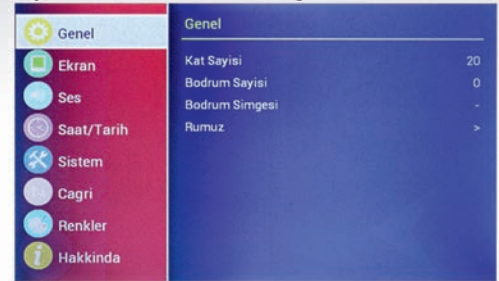 Genel
Ekran
Ses
Saat/Tarih
Sistem
Cagri
Renkler
Hakkinda
Genel
Kat Sayisi 20
Bodrum Sayisi 0
Bodrum Simgesi -
Rumuz >